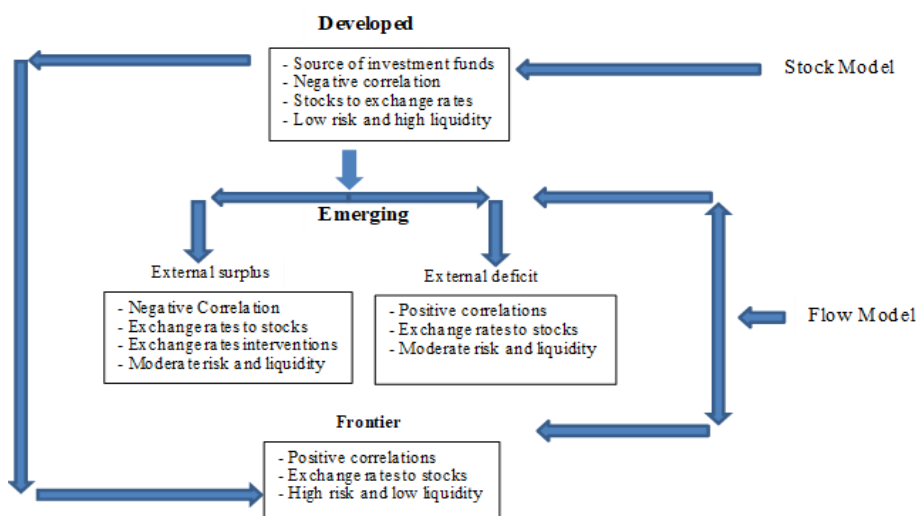 Developed
- Source of investment funds
- Negative correlation
- Stocks to exchange rates
- Low risk and high liquidity
Stock Model
Emerging
External surplus
- Negative Correlation
- Exchange rates to stocks
- Exchange rates interventions
- Moderate risk and liquidity
External deficit
- Positive correlations
- Exchange rates to stocks
- Moderate risk and liquidity
Flow Model
Frontier
- Positive correlations
- Exchange rates to stocks
- High risk and low liquidity